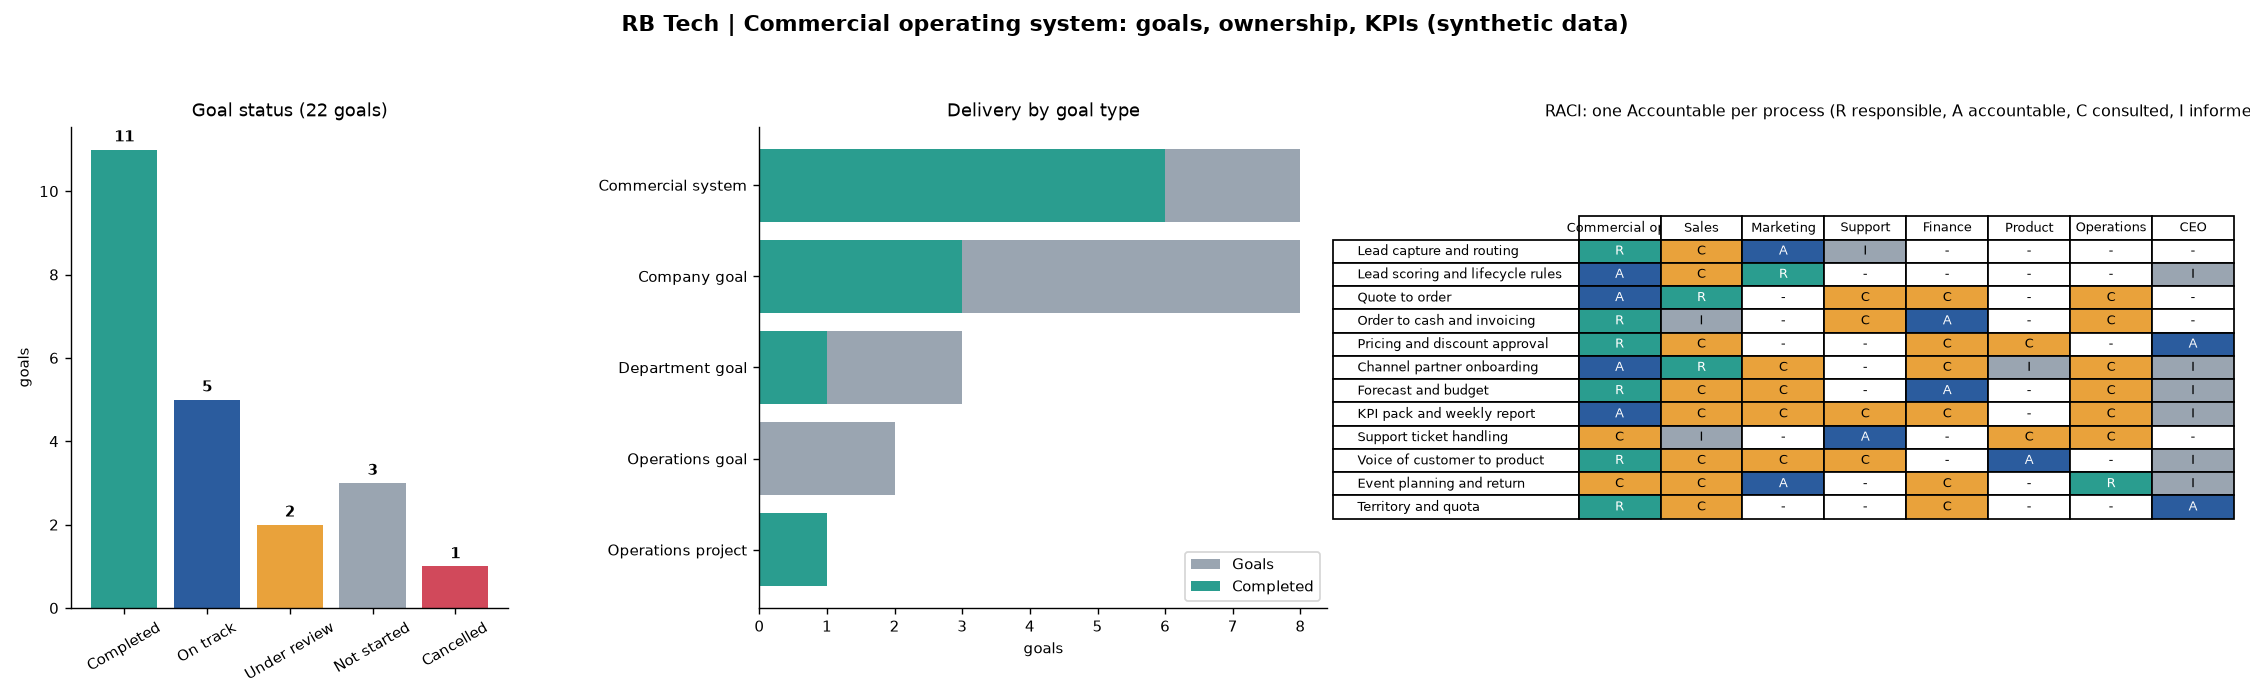 RB Tech | Commercial operating system: goals, ownership, KPIs (synthetic data)
Goal status (22 goals)
11
5
2
3
1
10
8
6
4
2
0
goals
Completed
On track
Under review
Not started
Cancelled
Delivery by goal type
Commercial system
Company goal
Department goal
Operations goal
Operations project
Goals
Completed
0 1 2 3 4 5 6 7 8
goals
RACI: one Accountable per process (R responsible, A accountable, C consulted, I informe
Commercial op Sales Marketing Support Finance Product Operations CEO
Lead capture and routing R C A I - - - -
Lead scoring and lifecycle rules A C R - - - - I
Quote to order A R - C C - C -
Order to cash and invoicing R I - C A - C -
Pricing and discount approval R C - - C C - A
Channel partner onboarding A R C - C I C I
Forecast and budget R C C - A - C I
KPI pack and weekly report A C C C C - C I
Support ticket handling C I - A - C C -
Voice of customer to product R C C C - A - I
Event planning and return C C A - C - R I
Territory and quota R C - - C - - A